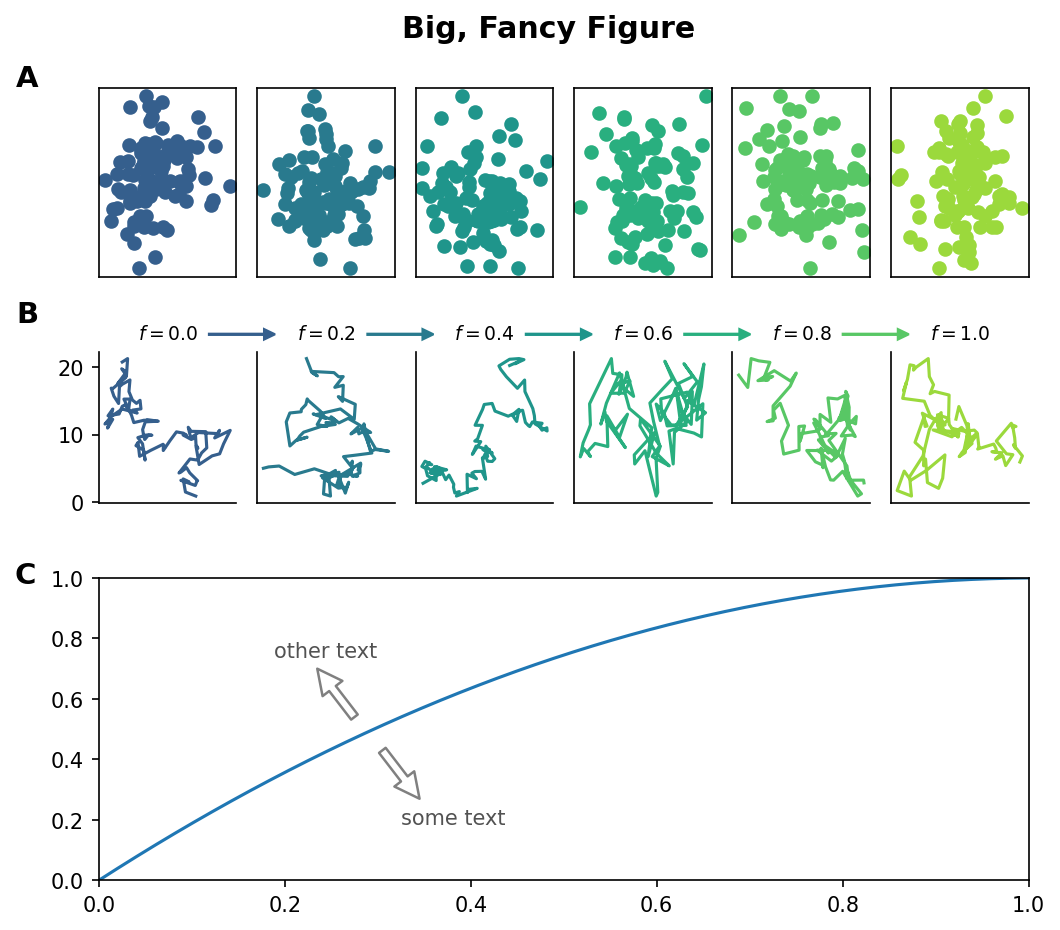 Big, Fancy Figure
A
B
f = 0.0 f = 0.2 f = 0.4 f = 0.6 f = 0.8 f = 1.0
20
10
0
C
1.0
0.8
other text
0.6
0.4
some text
0.2
0.0
0.0 0.2 0.4 0.6 0.8 1.0